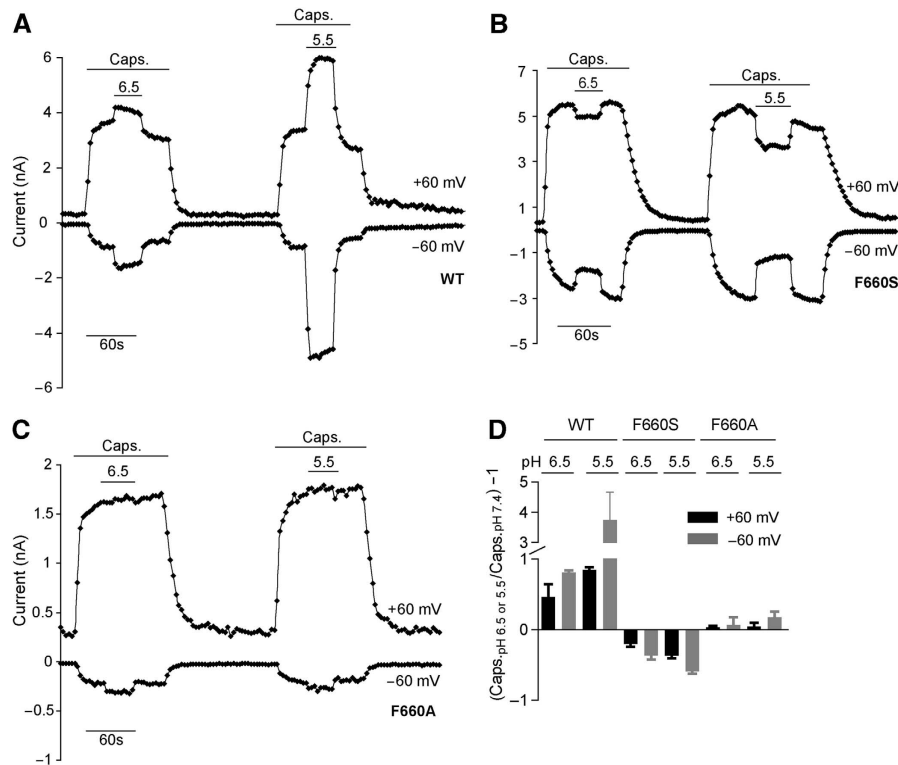 A
Caps.
6.5
Caps.
5.5
6
4
2
0
−2
−4
−6
Current (nA)
+60 mV
−60 mV
WT
60s
B
Caps.
6.5
Caps.
5.5
7
5
3
1
−1
−3
−5
+60 mV
−60 mV
F660S
60s
C
Caps.
6.5
Caps.
5.5
2
1.5
1
0.5
0
−0.5
−1
Current (nA)
+60 mV
−60 mV
F660A
60s
D
WT F660S F660A
pH 6.5 5.5 6.5 5.5 6.5 5.5
5
4
3
1
0
−1
(Caps.pH 6.5 or 5.5/Caps.pH 7.4) −1
+60 mV
−60 mV